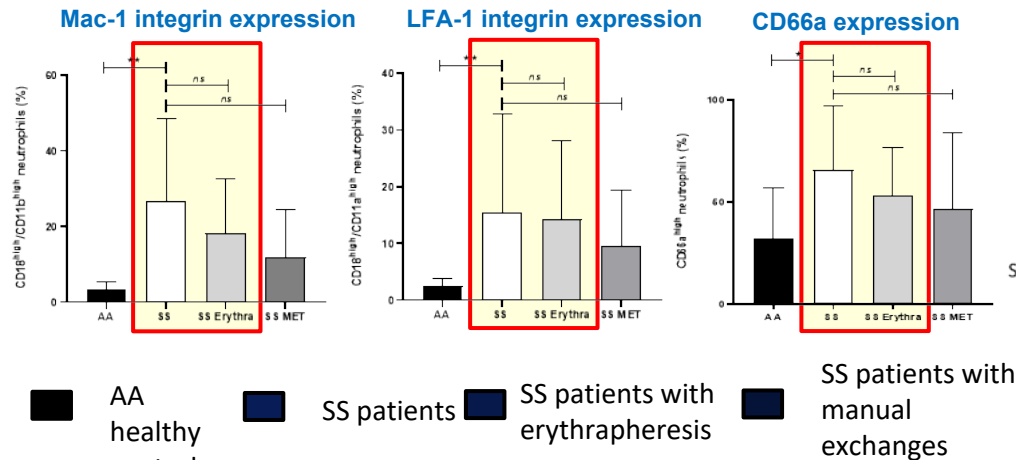 Mac-1 integrin expression
LFA-1 integrin expression
CD66a expression
CD18high/CD11bhigh neutrophils (%)
60
40
20
0
**
ns
ns
AA
SS
SS Erythra
SS MET
CD18high/CD11ahigh neutrophils (%)
40
30
20
10
0
**
ns
ns
AA
SS
SS Erythra
SS MET
CD66ahigh neutrophils (%)
100
0
*
ns
ns
AA
SS
SS Erythra
SS MET
S
AA
healthy
SS patients
SS patients with
erythrapheresis
SS patients with
manual
exchanges